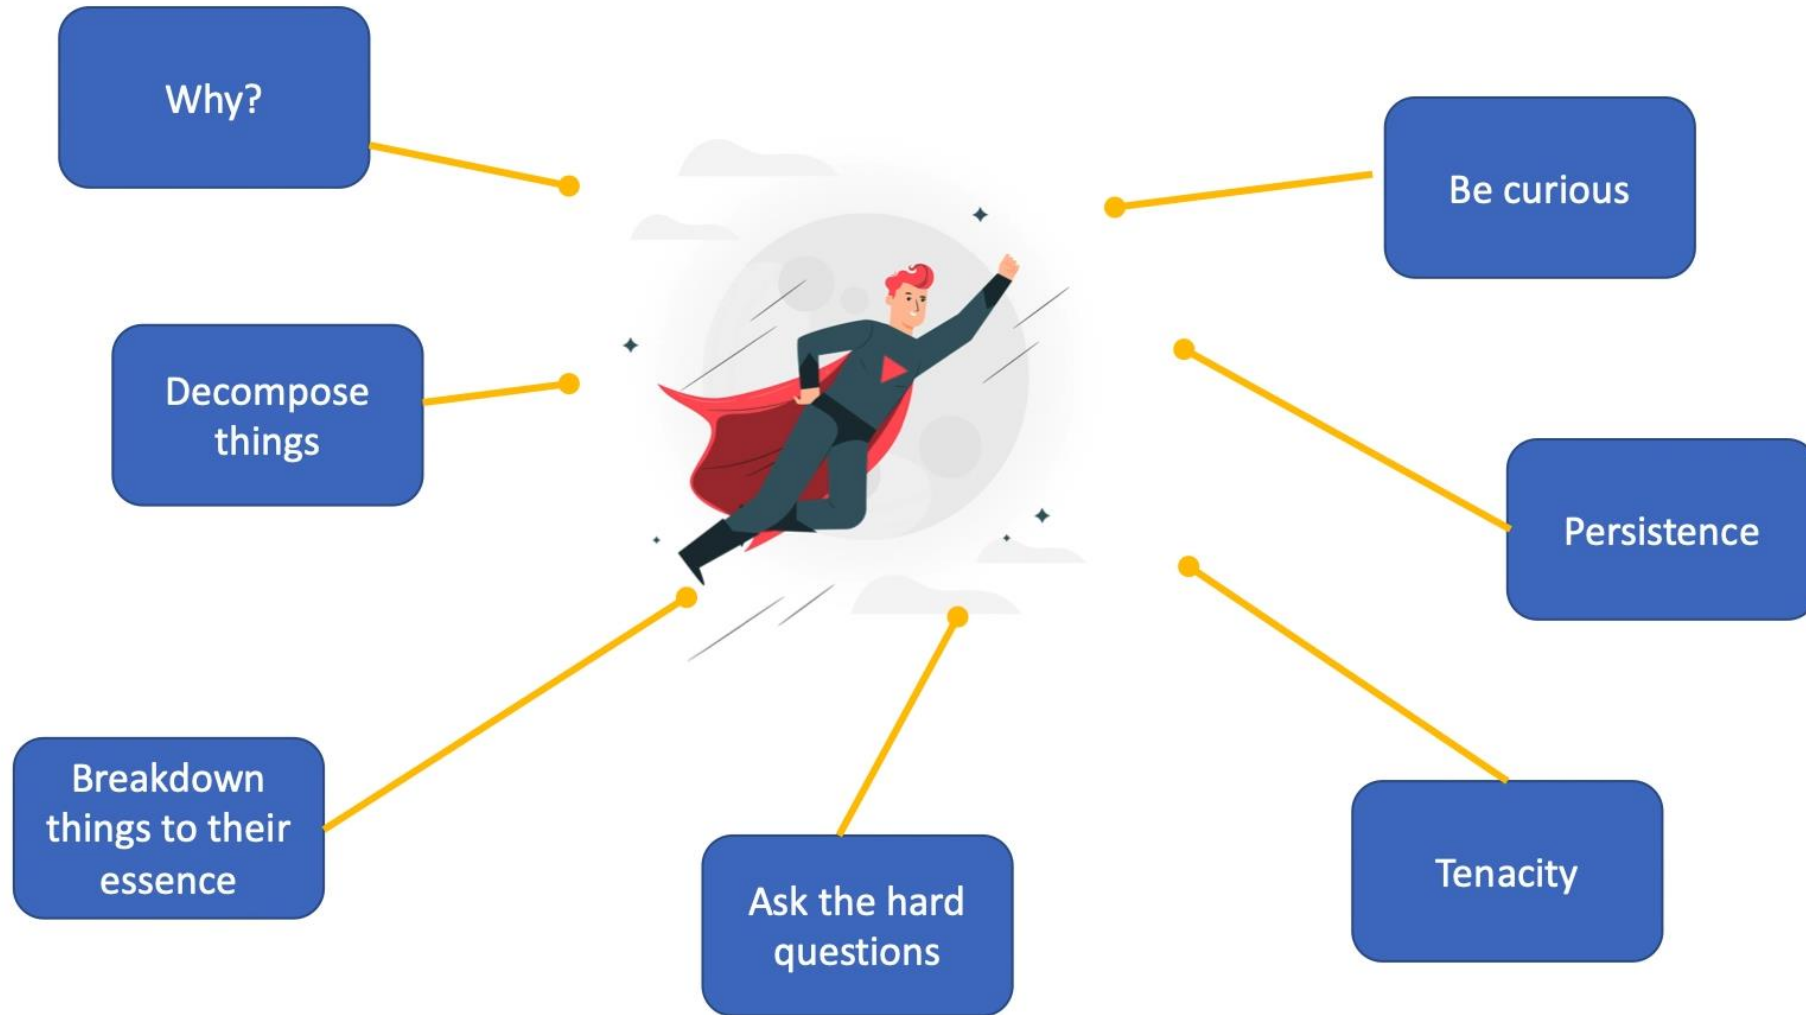 Why?
Be curious
Decompose
things
Persistence
Breakdown
things to their
essence
Ask the hard
questions
Tenacity